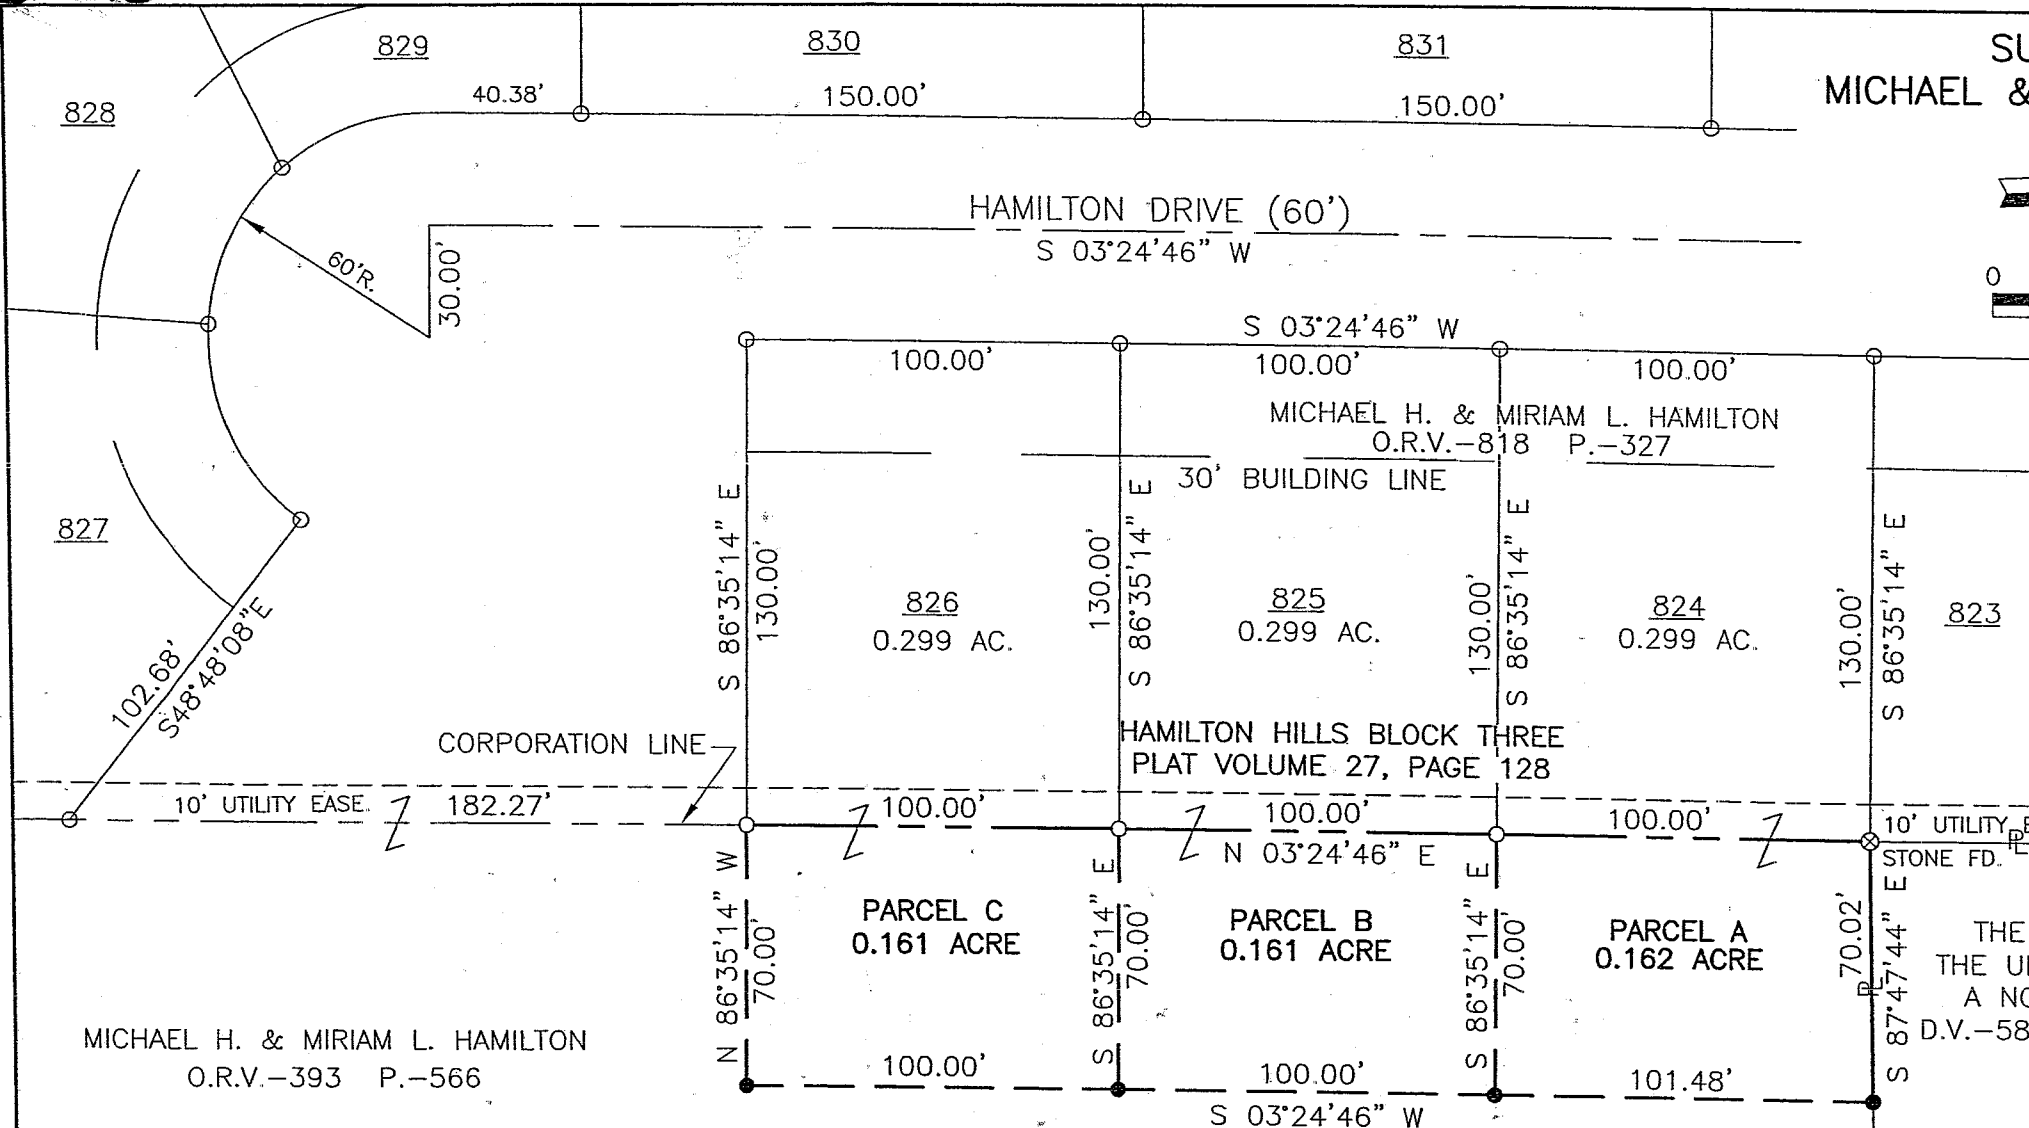 829
830
831
SU
MICHAEL &
828
40.38'
150.00'
150.00'
HAMILTON DRIVE (60')
S 03°24'46" W
60'R.
30.00'
0
S 03°24'46" W
100.00'
100.00'
100.00'
MICHAEL H. & MIRIAM L. HAMILTON
O.R.V.-818 P.-327
30' BUILDING LINE
827
S 86°35'14" E
130.00'
130.00'
S 86°35'14" E
130.00'
S 86°35'14" E
130.00'
S 86°35'14" E
826
0.299 AC.
825
0.299 AC.
824
0.299 AC.
823
102.68'
S48°48'08"E
CORPORATION LINE
HAMILTON HILLS BLOCK THREE
PLAT VOLUME 27, PAGE 128
10' UTILITY EASE.
182.27'
100.00'
100.00'
100.00'
10' UTILITY E
STONE FD.
N 03°24'46" E
N 86°35'14" W
70.00'
S 86°35'14" E
70.00'
S 86°35'14" E
70.00'
70.02'
S 87°47'44" E
PARCEL C
0.161 ACRE
PARCEL B
0.161 ACRE
PARCEL A
0.162 ACRE
THE
THE U
A NO
D.V.-58
MICHAEL H. & MIRIAM L. HAMILTON
O.R.V.-393 P.-566
100.00'
100.00'
101.48'
S 03°24'46" W